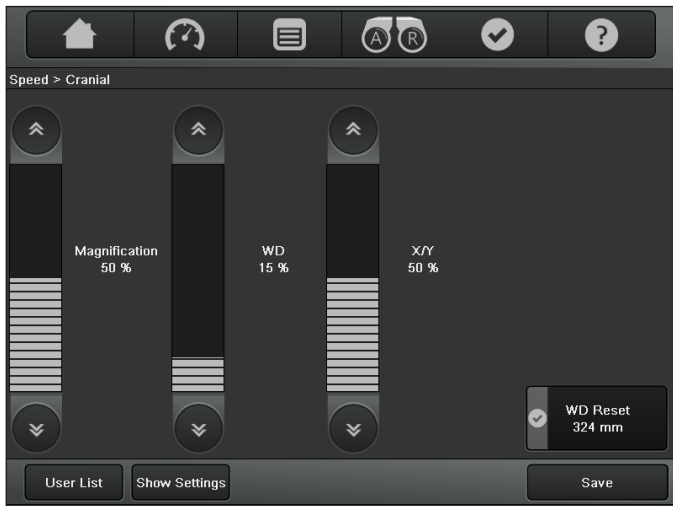 A R
?
Speed > Cranial
Magnification
50 %
WD
15 %
X/Y
50 %
WD Reset
324 mm
User List
Show Settings
Save